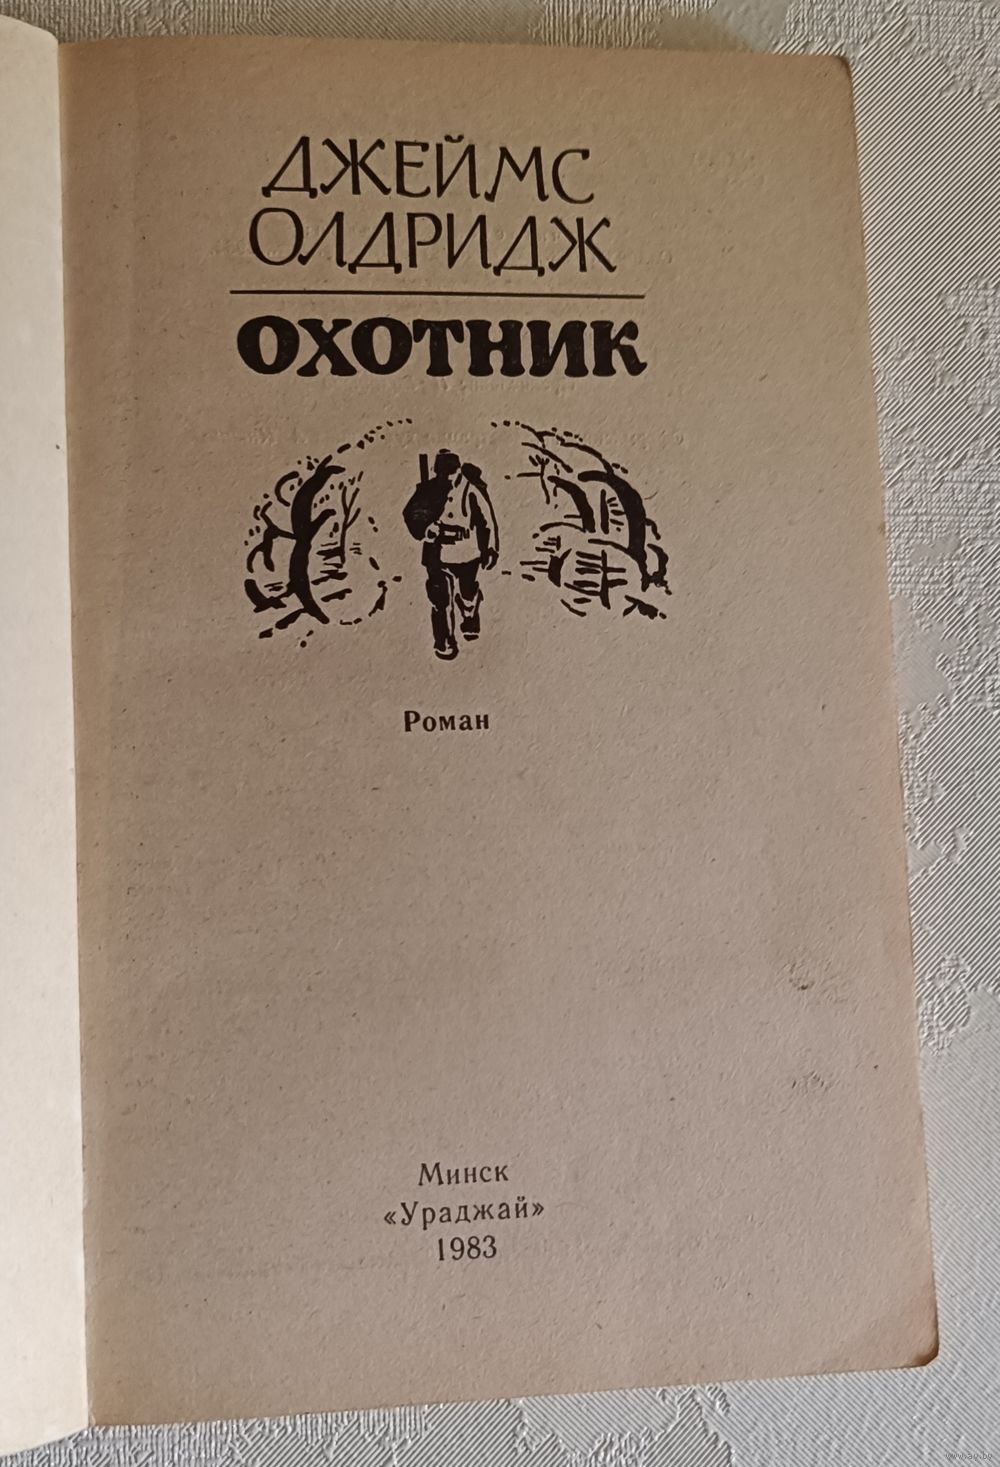 ДЖЕЙМС
ОЛДРИДЖ
ОХОТНИК
Роман
Минск
«Ураджай»
1983